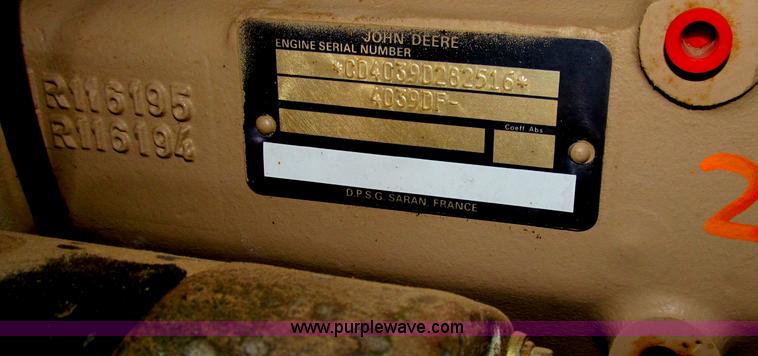 JOHN DEERE
ENGINE SERIAL NUMBER
*CD4039D282516*
4039DF-
Coeff. Abs
D.P.S.G. SARAN, FRANCE
R116195
R116194
2
www.purplewave.com